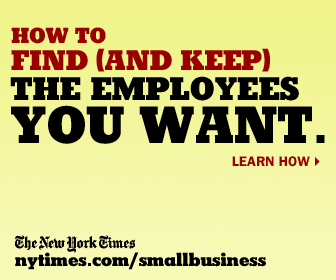 HOW TO
FIND (AND KEEP)
THE EMPLOYEES
YOU WANT.
LEARN HOW
The New York Times
nytimes.com/smallbusiness